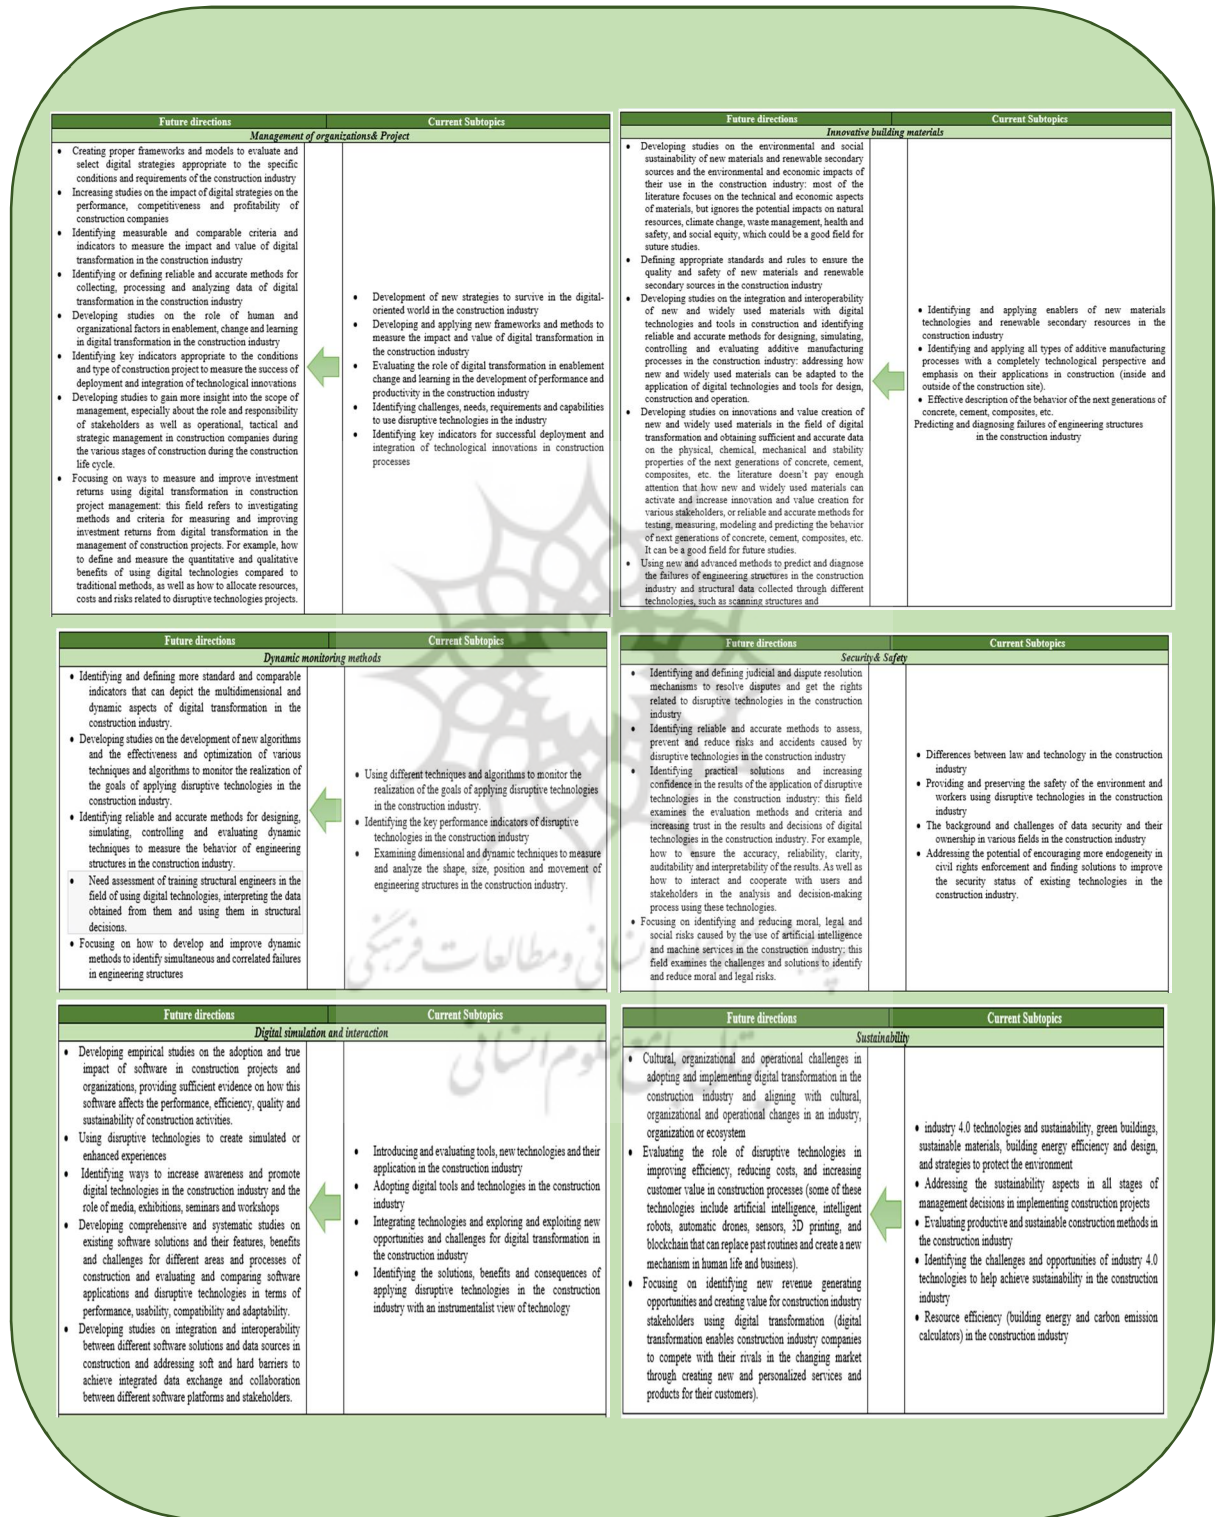 Future directions
Current Subtopics
Management of organizations& Project
• Creating proper frameworks and models to evaluate and
select digital strategies appropriate to the specific
conditions and requirements of the construction industry
• Increasing studies on the impact of digital strategies on the
performance, competitiveness and profitability of
construction companies
• Identifying measurable and comparable criteria and
indicators to measure the impact and value of digital
transformation in the construction industry
• Identifying or defining reliable and accurate methods for
collecting, processing and analyzing data of digital
transformation in the construction industry
• Developing studies on the role of human and
organizational factors in enablement, change and learning
in digital transformation in the construction industry
• Identifying key indicators appropriate to the conditions
and type of construction project to measure the success of
deployment and integration of technological innovations
• Developing studies to gain more insight into the scope of
management, especially about the role and responsibility
of stakeholders as well as operational, tactical and
strategic management in construction companies during
the various stages of construction during the construction
life cycle.
• Focusing on ways to measure and improve investment
returns using digital transformation in construction
project management: this field refers to investigating
methods and criteria for measuring and improving
investment returns from digital transformation in the
management of construction projects. For example, how
to define and measure the quantitative and qualitative
benefits of using digital technologies compared to
traditional methods, as well as how to allocate resources,
costs and risks related to disruptive technologies projects.
• Development of new strategies to survive in the digital-
oriented world in the construction industry
• Developing and applying new frameworks and methods to
measure the impact and value of digital transformation in
the construction industry
• Evaluating the role of digital transformation in enablement
change and learning in the development of performance and
productivity in the construction industry
• Identifying challenges, needs, requirements and capabilities
to use disruptive technologies in the industry
• Identifying key indicators for successful deployment and
integration of technological innovations in construction
processes
Future directions
Current Subtopics
Innovative building materials
• Developing studies on the environmental and social
sustainability of new materials and renewable secondary
sources and the environmental and economic impacts of
their use in the construction industry: most of the
literature focuses on the technical and economic aspects
of materials, but ignores the potential impacts on natural
resources, climate change, waste management, health and
safety, and social equity, which could be a good field for
suture studies.
• Defining appropriate standards and rules to ensure the
quality and safety of new materials and renewable
secondary sources in the construction industry
• Developing studies on the integration and interoperability
of new and widely used materials with digital
technologies and tools in construction and identifying
reliable and accurate methods for designing, simulating,
controlling and evaluating additive manufacturing
processes in the construction industry: addressing how
new and widely used materials can be adapted to the
application of digital technologies and tools for design,
construction and operation.
• Developing studies on innovations and value creation of
new and widely used materials in the field of digital
transformation and obtaining sufficient and accurate data
on the physical, chemical, mechanical and stability
properties of the next generations of concrete, cement,
composites, etc. the literature doesn't pay enough
attention that how new and widely used materials can
activate and increase innovation and value creation for
various stakeholders, or reliable and accurate methods for
testing, measuring, modeling and predicting the behavior
of next generations of concrete, cement, composites, etc.
It can be a good field for future studies.
• Using new and advanced methods to predict and diagnose
the failures of engineering structures in the construction
industry and structural data collected through different
technologies, such as scanning structures and
• Identifying and applying enablers of new materials
technologies and renewable secondary resources in the
construction industry
• Identifying and applying all types of additive manufacturing
processes with a completely technological perspective and
emphasis on their applications in construction (inside and
outside of the construction site).
• Effective description of the behavior of the next generations of
concrete, cement, composites, etc.
Predicting and diagnosing failures of engineering structures
in the construction industry
Future directions
Current Subtopics
Dynamic monitoring methods
• Identifying and defining more standard and comparable
indicators that can depict the multidimensional and
dynamic aspects of digital transformation in the
construction industry.
• Developing studies on the development of new algorithms
and the effectiveness and optimization of various
techniques and algorithms to monitor the realization of
the goals of applying disruptive technologies in the
construction industry.
• Identifying reliable and accurate methods for designing,
simulating, controlling and evaluating dynamic
techniques to measure the behavior of engineering
structures in the construction industry.
• Need assessment of training structural engineers in the
field of using digital technologies, interpreting the data
obtained from them and using them in structural
decisions.
• Focusing on how to develop and improve dynamic
methods to identify simultaneous and correlated failures
in engineering structures
• Using different techniques and algorithms to monitor the
realization of the goals of applying disruptive technologies
in the construction industry.
• Identifying the key performance indicators of disruptive
technologies in the construction industry
• Examining dimensional and dynamic techniques to measure
and analyze the shape, size, position and movement of
engineering structures in the construction industry.
Future directions
Current Subtopics
Security& Safety
• Identifying and defining judicial and dispute resolution
mechanisms to resolve disputes and get the rights
related to disruptive technologies in the construction
industry
• Identifying reliable and accurate methods to assess,
prevent and reduce risks and accidents caused by
disruptive technologies in the construction industry
• Identifying practical solutions and increasing
confidence in the results of the application of disruptive
technologies in the construction industry: this field
examines the evaluation methods and criteria and
increasing trust in the results and decisions of digital
technologies in the construction industry. For example,
how to ensure the accuracy, reliability, clarity,
auditability and interpretability of the results. As well as
how to interact and cooperate with users and
stakeholders in the analysis and decision-making
process using these technologies.
• Focusing on identifying and reducing moral, legal and
social risks caused by the use of artificial intelligence
and machine services in the construction industry; this
field examines the challenges and solutions to identify
and reduce moral and legal risks.
• Differences between law and technology in the construction
industry
• Providing and preserving the safety of the environment and
workers using disruptive technologies in the construction
industry
• The background and challenges of data security and their
ownership in various fields in the construction industry
• Addressing the potential of encouraging more endogeneity in
civil rights enforcement and finding solutions to improve
the security status of existing technologies in the
construction industry.
پژوهشگاه علوم انسانی و مطالعات فرهنگی
پرتال جامع علوم انسانی
Future directions
Current Subtopics
Digital simulation and interaction
• Developing empirical studies on the adoption and true
impact of software in construction projects and
organizations, providing sufficient evidence on how this
software affects the performance, efficiency, quality and
sustainability of construction activities.
• Using disruptive technologies to create simulated or
enhanced experiences
• Identifying ways to increase awareness and promote
digital technologies in the construction industry and the
role of media, exhibitions, seminars and workshops
• Developing comprehensive and systematic studies on
existing software solutions and their features, benefits
and challenges for different areas and processes of
construction and evaluating and comparing software
applications and disruptive technologies in terms of
performance, usability, compatibility and adaptability.
• Developing studies on integration and interoperability
between different software solutions and data sources in
construction and addressing soft and hard barriers to
achieve integrated data exchange and collaboration
between different software platforms and stakeholders.
• Introducing and evaluating tools, new technologies and their
application in the construction industry
• Adopting digital tools and technologies in the construction
industry
• Integrating technologies and exploring and exploiting new
opportunities and challenges for digital transformation in
the construction industry
• Identifying the solutions, benefits and consequences of
applying disruptive technologies in the construction
industry with an instrumentalist view of technology
Future directions
Current Subtopics
Sustainability
• Cultural, organizational and operational challenges in
adopting and implementing digital transformation in the
construction industry and aligning with cultural,
organizational and operational changes in an industry,
organization or ecosystem
• Evaluating the role of disruptive technologies in
improving efficiency, reducing costs, and increasing
customer value in construction processes (some of these
technologies include artificial intelligence, intelligent
robots, automatic drones, sensors, 3D printing, and
blockchain that can replace past routines and create a new
mechanism in human life and business).
• Focusing on identifying new revenue generating
opportunities and creating value for construction industry
stakeholders using digital transformation (digital
transformation enables construction industry companies
to compete with their rivals in the changing market
through creating new and personalized services and
products for their customers).
• industry 4.0 technologies and sustainability, green buildings,
sustainable materials, building energy efficiency and design,
and strategies to protect the environment
• Addressing the sustainability aspects in all stages of
management decisions in implementing construction projects
• Evaluating productive and sustainable construction methods in
the construction industry
• Identifying the challenges and opportunities of industry 4.0
technologies to help achieve sustainability in the construction
industry
• Resource efficiency (building energy and carbon emission
calculators) in the construction industry